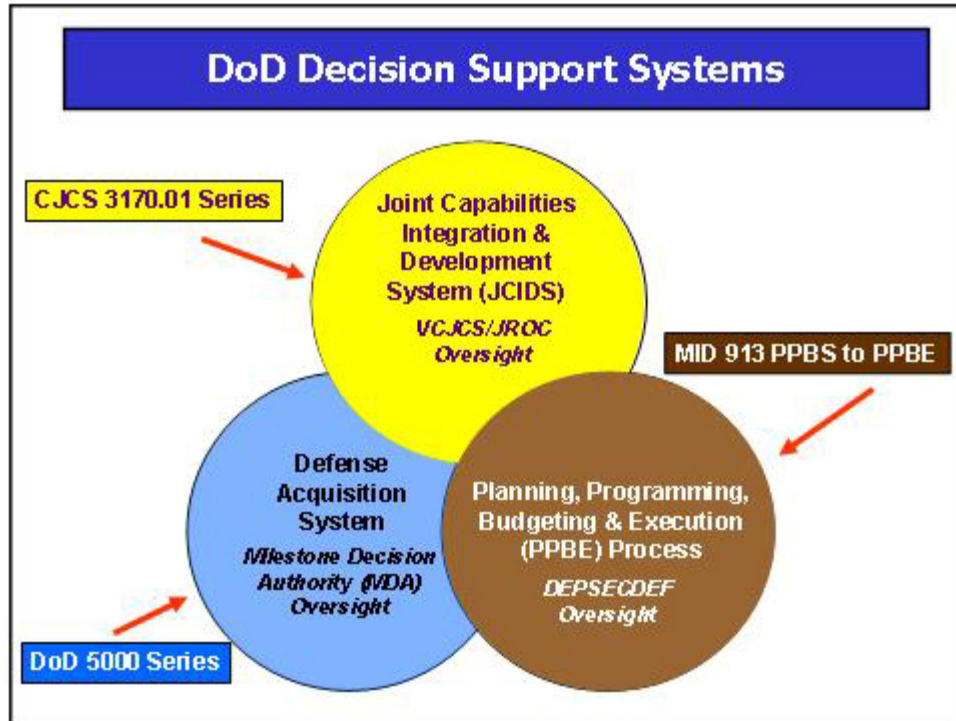 DoD Decision Support Systems
CJCS 3170.01 Series
Joint Capabilities
Integration &
Development
System (JCIDS)
VCJCS/JROC
Oversight
MID 913 PPBS to PPBE
Defense
Acquisition
System
Milestone Decision
Authority (MDA)
Oversight
Planning, Programming,
Budgeting & Execution
(PPBE) Process
DEPSECDEF
Oversight
DoD 5000 Series